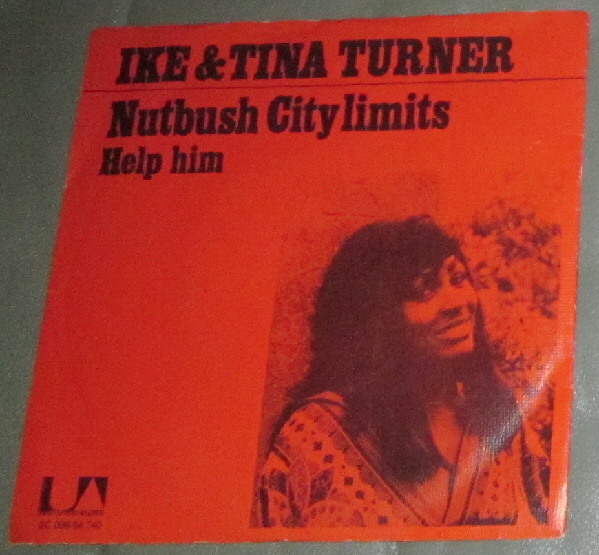 IKE & TINA TURNER
Nutbush City limits
Help him
UA